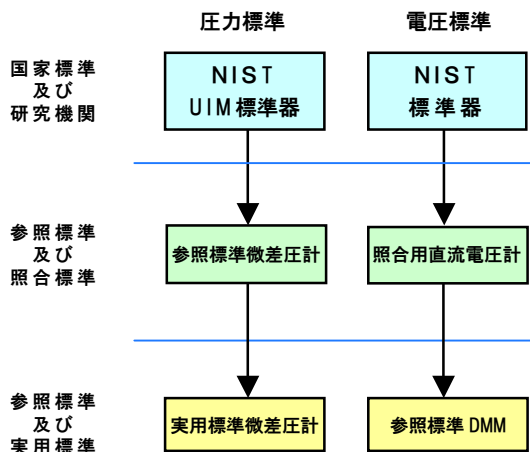 圧力標準
電圧標準
国家標準
及び
研究機関
NIST
UIM標準器
NIST
標準器
参照標準
及び
照合標準
参照標準微差圧計
照合用直流電圧計
参照標準
及び
実用標準
実用標準微差圧計
参照標準 DMM